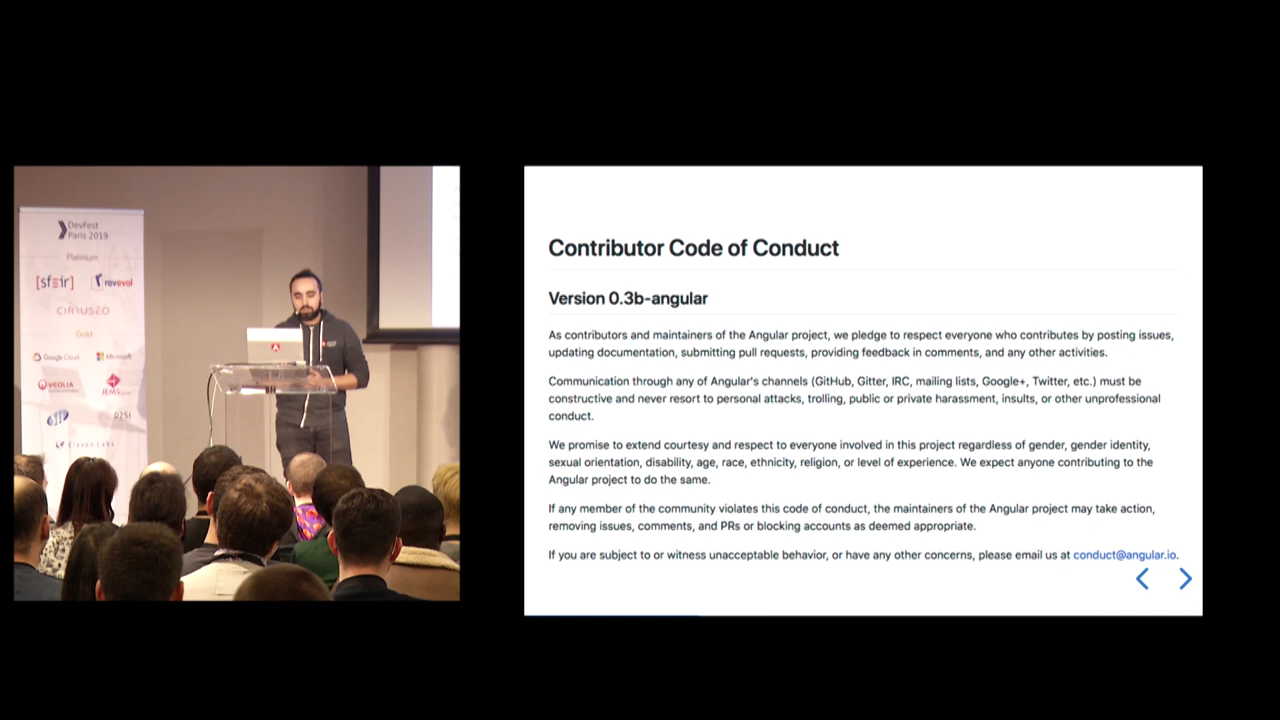 DevFest
Paris 2019
Platinium
[sfeir]
revevol
CIRIUSEO
Gold
Google Cloud
Microsoft
VEOLIA
JEMS
D2SI
Eleven Labs
Contributor Code of Conduct
Version 0.3b-angular
As contributors and maintainers of the Angular project, we pledge to respect everyone who contributes by posting issues,
updating documentation, submitting pull requests, providing feedback in comments, and any other activities.
Communication through any of Angular's channels (GitHub, Gitter, IRC, mailing lists, Google+, Twitter, etc.) must be
constructive and never resort to personal attacks, trolling, public or private harassment, insults, or other unprofessional
conduct.
We promise to extend courtesy and respect to everyone involved in this project regardless of gender, gender identity,
sexual orientation, disability, age, race, ethnicity, religion, or level of experience. We expect anyone contributing to the
Angular project to do the same.
If any member of the community violates this code of conduct, the maintainers of the Angular project may take action,
removing issues, comments, and PRs or blocking accounts as deemed appropriate.
If you are subject to or witness unacceptable behavior, or have any other concerns, please email us at conduct@angular.io.